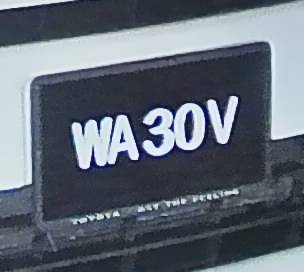 WA30V
TOYOTA GET THE FEELING